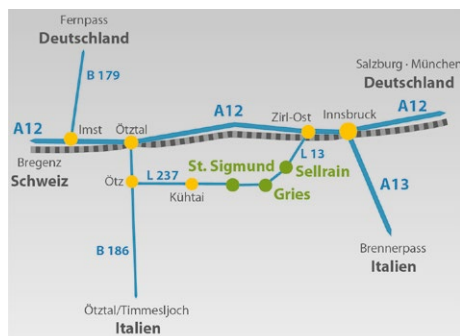 Fernpass
Deutschland
B 179
Salzburg · München
Deutschland
A12
Imst
Ötztal
A12
Zirl-Ost
Innsbruck
A12
Bregenz
Schweiz
L 13
Ötz
L 237
St. Sigmund
Sellrain
Kühtai
Gries
A13
B 186
Brennerpass
Italien
Ötztal/Timmesljoch
Italien